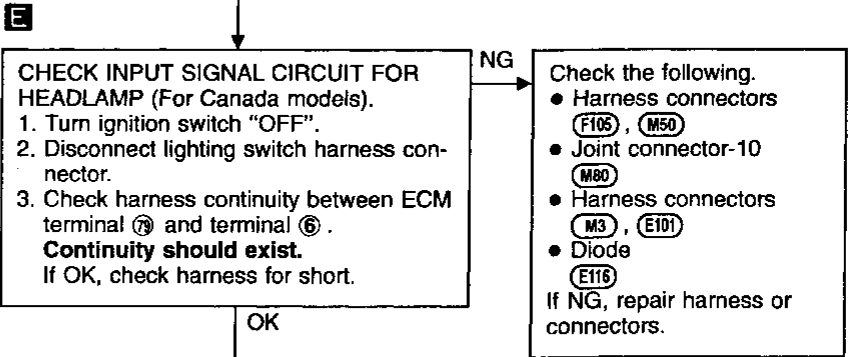 E
CHECK INPUT SIGNAL CIRCUIT FOR
HEADLAMP (For Canada models).
1. Turn ignition switch “OFF”.
2. Disconnect lighting switch harness con-
nector.
3. Check harness continuity between ECM
terminal ㊆㊈ and terminal ⑥ .
Continuity should exist.
If OK, check harness for short.
OK
NG
Check the following.
● Harness connectors
F105 , M50
● Joint connector-10
M80
● Harness connectors
M3 , E101
● Diode
E116
If NG, repair harness or
connectors.